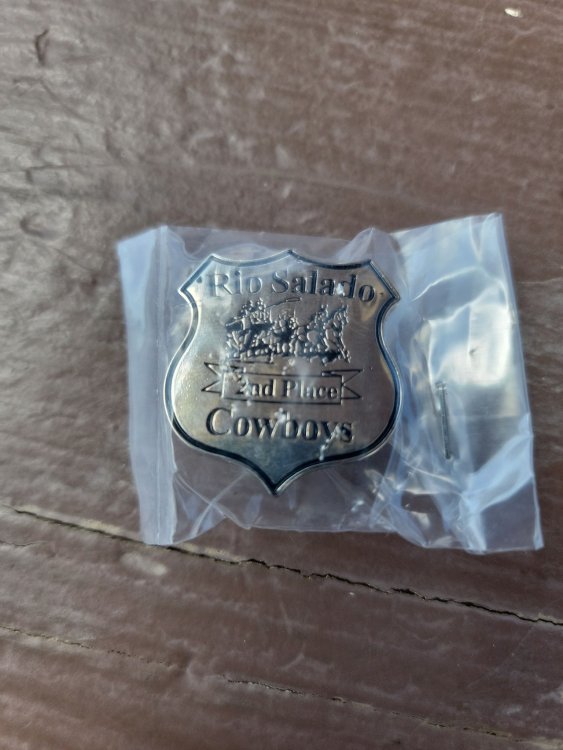 Rio Salado
2nd Place
Cowboys